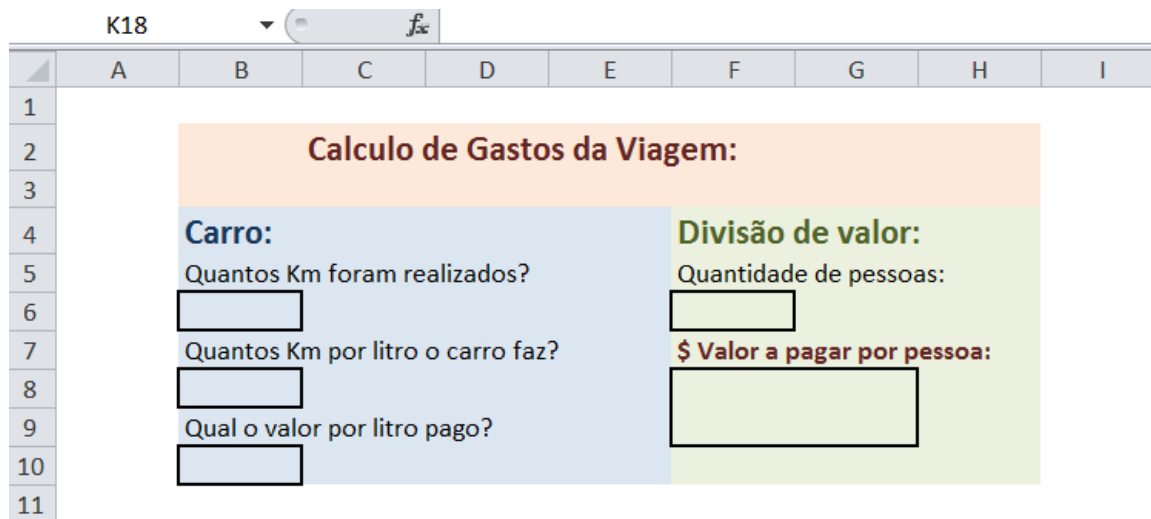 K18 fx
A B C D E F G H I
1
2 Calculo de Gastos da Viagem:
3
4 Carro: Divisão de valor:
5 Quantos Km foram realizados? Quantidade de pessoas:
6
7 Quantos Km por litro o carro faz? $ Valor a pagar por pessoa:
8
9 Qual o valor por litro pago?
10
11